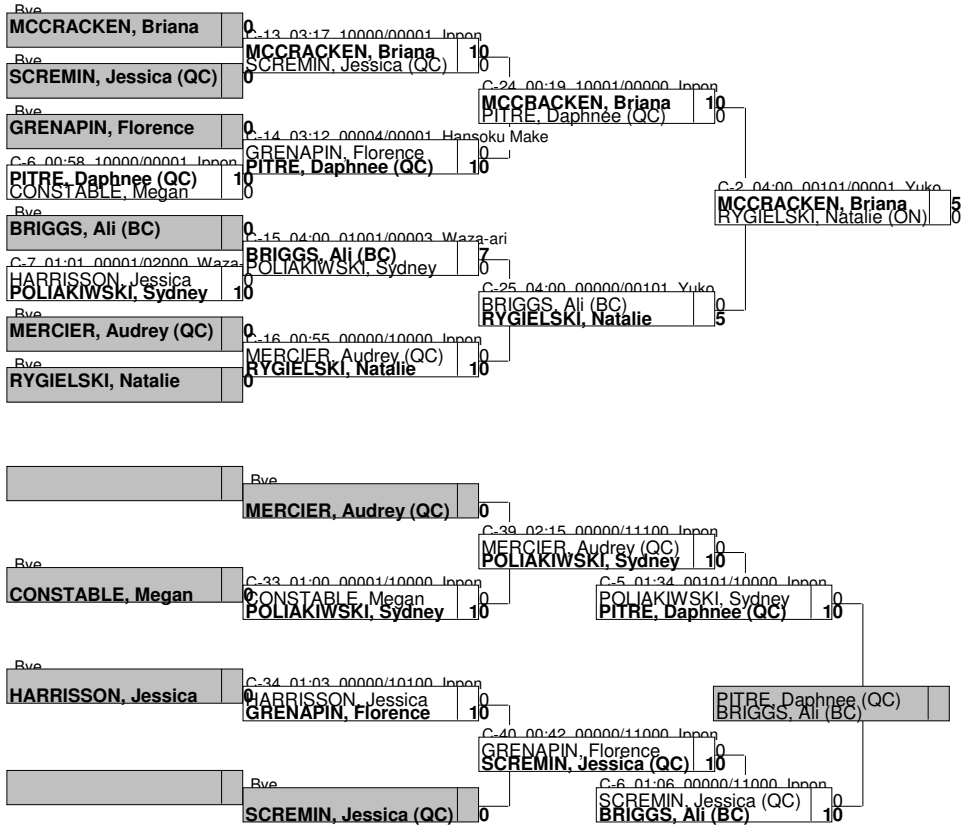 Bye
MCCRACKEN, Briana 0
Bye
SCREMIN, Jessica (QC) 0
Bye
GRENAPIN, Florence 0
C-6 00:58 10000/00001 Ippon
PITRE, Daphnee (QC) 10
CONSTABLE, Megan 0
Bye
BRIGGS, Ali (BC) 0
C-7 01:01 00001/02000 Waza-
HARRISSON, Jessica 0
POLIAKIWSKI, Sydney 10
Bye
MERCIER, Audrey (QC) 0
Bye
RYGIELSKI, Natalie 0
C-13 03:17 10000/00001 Ippon
MCCRACKEN, Briana 10
SCREMIN, Jessica (QC) 0
C-14 03:12 00004/00001 Hansoku Make
GRENAPIN, Florence 0
PITRE, Daphnee (QC) 10
C-15 04:00 01001/00003 Waza-ari
BRIGGS, Ali (BC) 7
POLIAKIWSKI, Sydney 0
C-16 00:55 00000/10000 Ippon
MERCIER, Audrey (QC) 0
RYGIELSKI, Natalie 10
C-24 00:19 10001/00000 Ippon
MCCRACKEN, Briana 10
PITRE, Daphnee (QC) 0
C-25 04:00 00000/00101 Yuko
BRIGGS, Ali (BC) 0
RYGIELSKI, Natalie 5
C-2 04:00 00101/00001 Yuko
MCCRACKEN, Briana 5
RYGIELSKI, Natalie (ON) 0
Bye
CONSTABLE, Megan 0
Bye
HARRISSON, Jessica 0
Bye
MERCIER, Audrey (QC) 0
C-33 01:00 00001/10000 Ippon
CONSTABLE, Megan 0
POLIAKIWSKI, Sydney 10
C-34 01:03 00000/10100 Ippon
HARRISSON, Jessica 0
GRENAPIN, Florence 10
Bye
SCREMIN, Jessica (QC) 0
C-39 02:15 00000/11100 Ippon
MERCIER, Audrey (QC) 0
POLIAKIWSKI, Sydney 10
C-40 00:42 00000/11000 Ippon
GRENAPIN, Florence 0
SCREMIN, Jessica (QC) 10
C-5 01:34 00101/10000 Ippon
POLIAKIWSKI, Sydney 0
PITRE, Daphnee (QC) 10
C-6 01:06 00000/11000 Ippon
SCREMIN, Jessica (QC) 0
BRIGGS, Ali (BC) 10
PITRE, Daphnee (QC)
BRIGGS, Ali (BC)